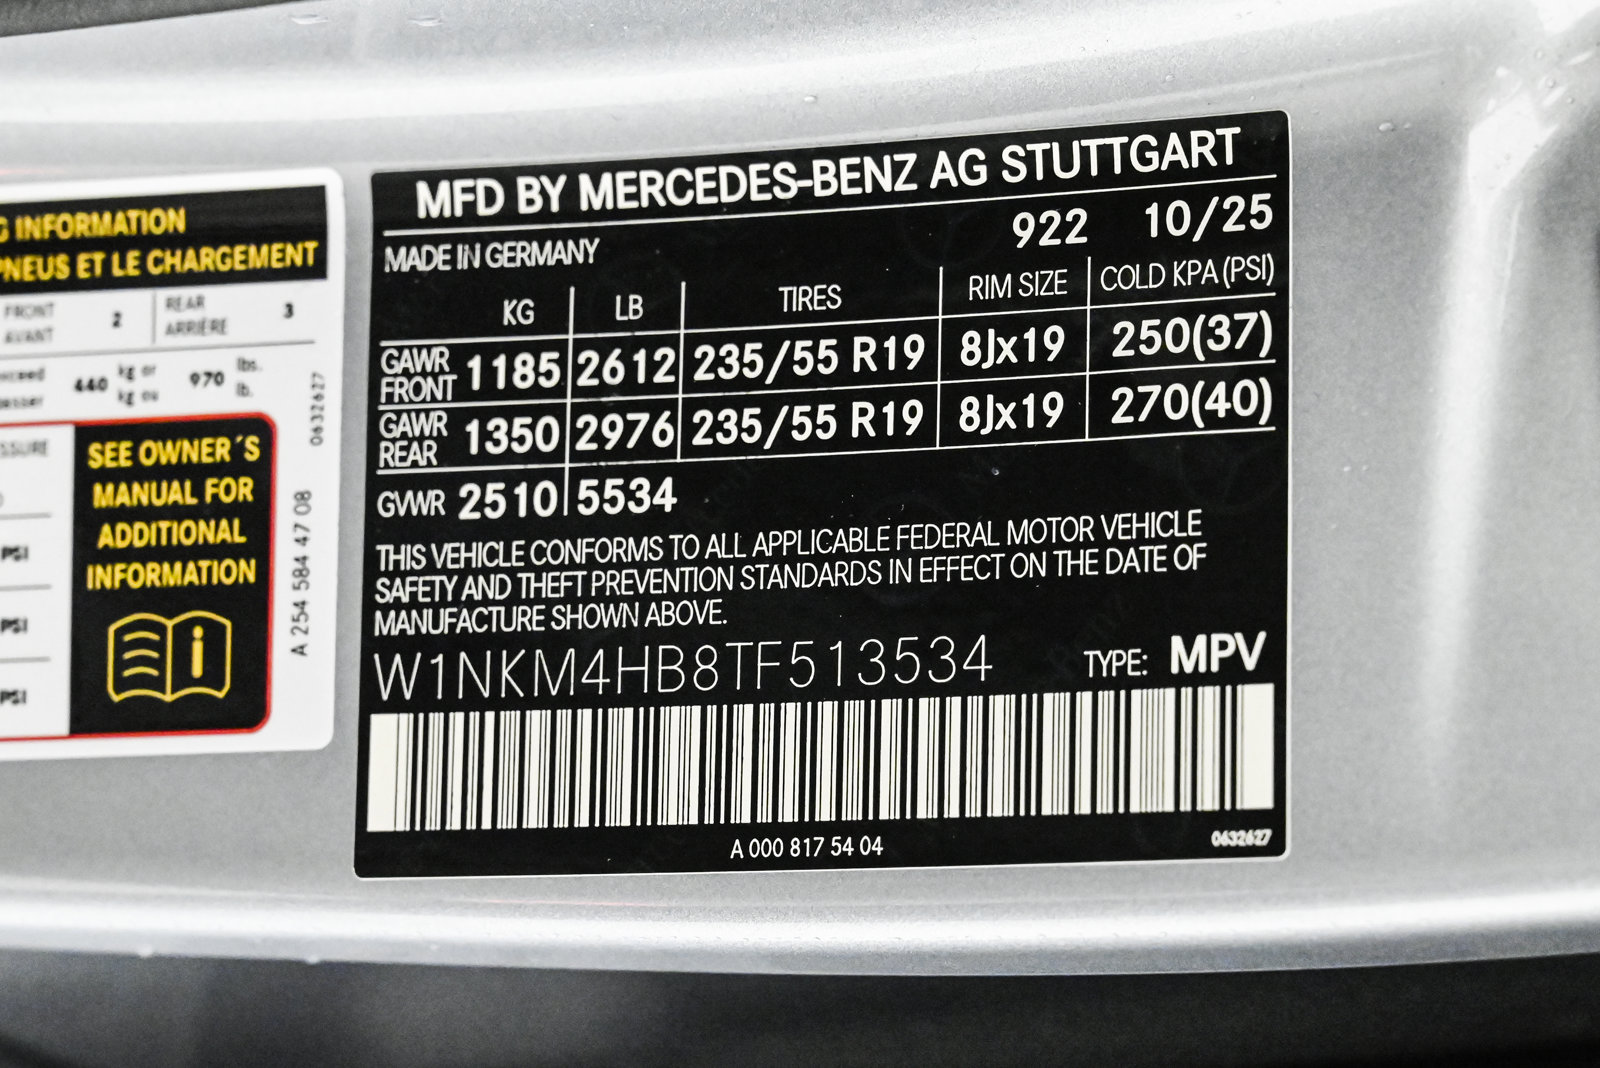 G INFORMATION
PNEUS ET LE CHARGEMENT
FRONT 2 REAR 3
AVANT ARRIÈRE
440 kg or 970 lbs.
kg ou lb.
0632627
SEE OWNER´S
MANUAL FOR
ADDITIONAL
INFORMATION
PSI
PSI
PSI
A 254 584 47 08
MFD BY MERCEDES-BENZ AG STUTTGART
MADE IN GERMANY 922 10/25
KG LB TIRES RIM SIZE COLD KPA (PSI)
GAWR FRONT 1185 2612 235/55 R19 8Jx19 250(37)
GAWR REAR 1350 2976 235/55 R19 8Jx19 270(40)
GVWR 2510 5534
THIS VEHICLE CONFORMS TO ALL APPLICABLE FEDERAL MOTOR VEHICLE
SAFETY AND THEFT PREVENTION STANDARDS IN EFFECT ON THE DATE OF
MANUFACTURE SHOWN ABOVE.
W1NKM4HB8TF513534 TYPE: MPV
A 000 817 54 04 0632627